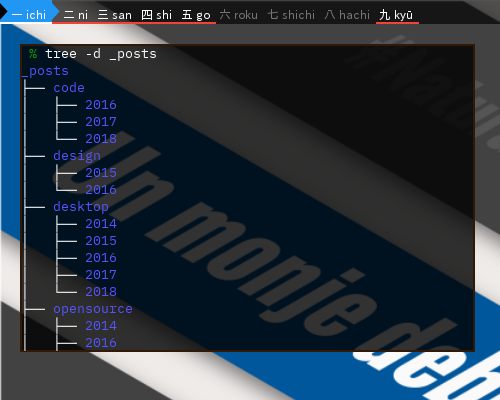 一 ichi 二 ni 三 san 四 shi 五 go 六 roku 七 shichi 八 hachi 九 kyū
% tree -d _posts
_posts
├── code
│   ├── 2016
│   ├── 2017
│   └── 2018
├── design
│   ├── 2015
│   └── 2016
├── desktop
│   ├── 2014
│   ├── 2015
│   ├── 2016
│   ├── 2017
│   └── 2018
├── opensource
│   ├── 2014
│   ├── 2016
Un monje deb